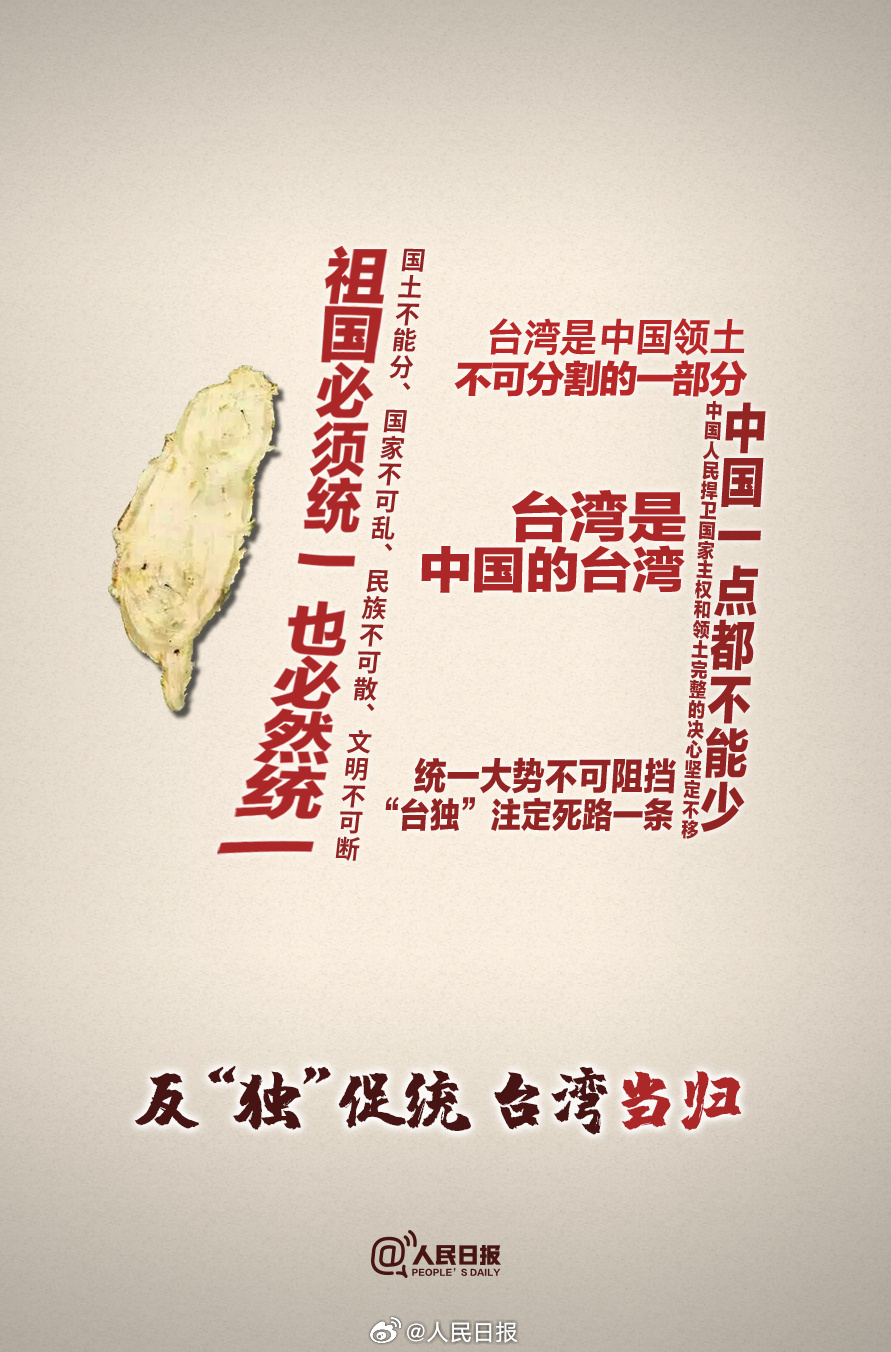 祖国必须统一 也必然统一
国土不能分、国家不可乱、民族不可散、文明不可断
台湾是中国领土
不可分割的一部分
台湾是
中国的台湾
统一大势不可阻挡
“台独”注定死路一条
中国人民捍卫国家主权和领土完整的决心坚定不移
中国一点都不能少
反“独”促统 台湾当归
@人民日报
PEOPLE'S DAILY
@人民日报